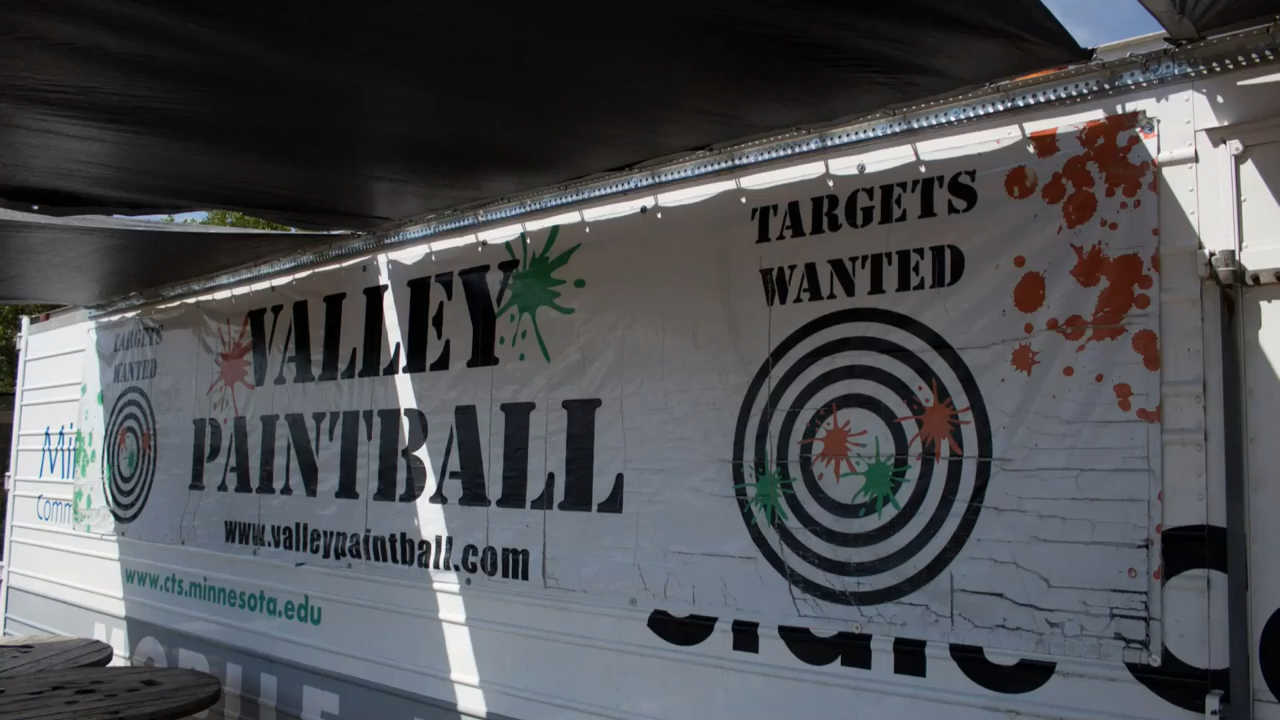 TARGETS
WANTED
VALLEY
PAINTBALL
www.valleypaintball.com
TARGETS
WANTED
www.cts.minnesota.edu